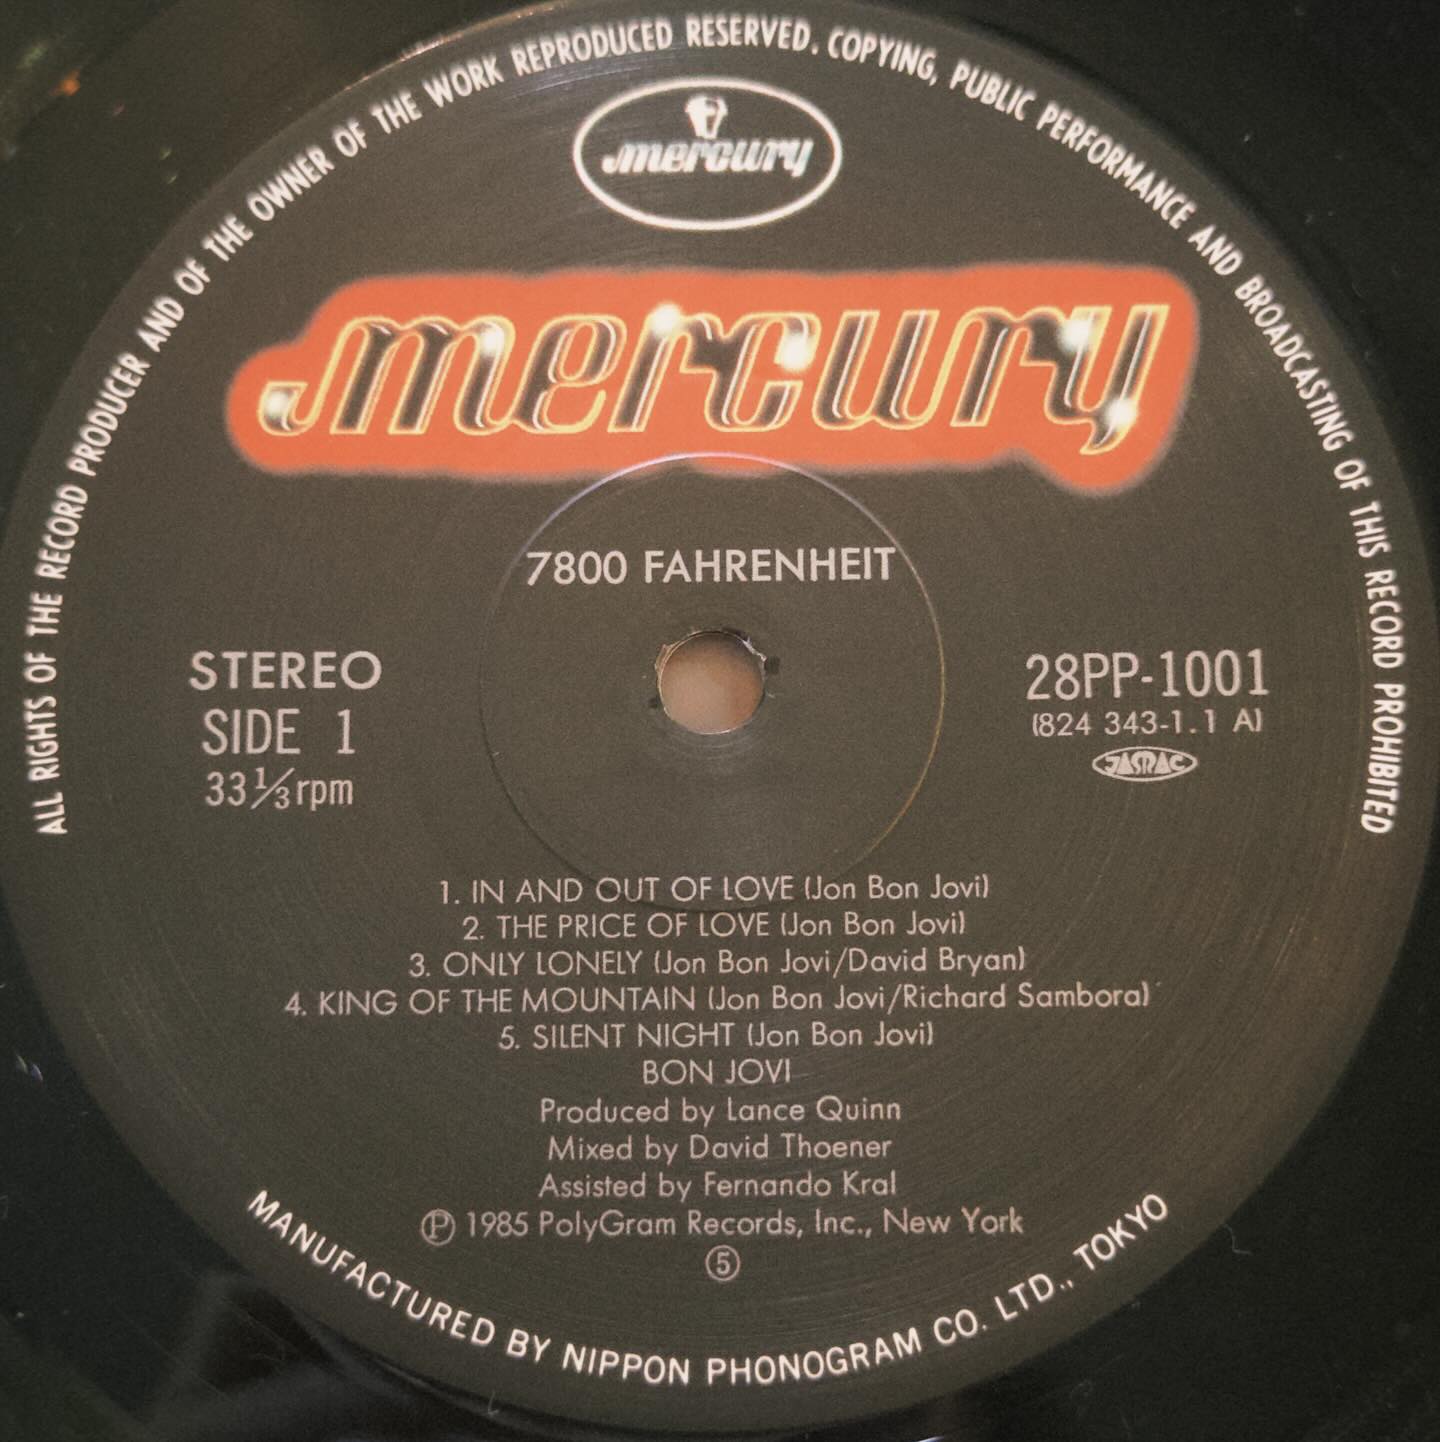 ALL RIGHTS OF THE RECORD PRODUCER AND OF THE OWNER OF THE WORK REPRODUCED RESERVED. COPYING, PUBLIC PERFORMANCE AND BROADCASTING OF THIS RECORD PROHIBITED
mercury
mercury
7800 FAHRENHEIT
STEREO
SIDE 1
33 1/3 rpm
28PP-1001
(824 343-1.1 A)
JASRAC
1. IN AND OUT OF LOVE (Jon Bon Jovi)
2. THE PRICE OF LOVE (Jon Bon Jovi)
3. ONLY LONELY (Jon Bon Jovi/David Bryan)
4. KING OF THE MOUNTAIN (Jon Bon Jovi/Richard Sambora)
5. SILENT NIGHT (Jon Bon Jovi)
BON JOVI
Produced by Lance Quinn
Mixed by David Thoener
Assisted by Fernando Kral
℗ 1985 PolyGram Records, Inc., New York
⑤
MANUFACTURED BY NIPPON PHONOGRAM CO. LTD., TOKYO